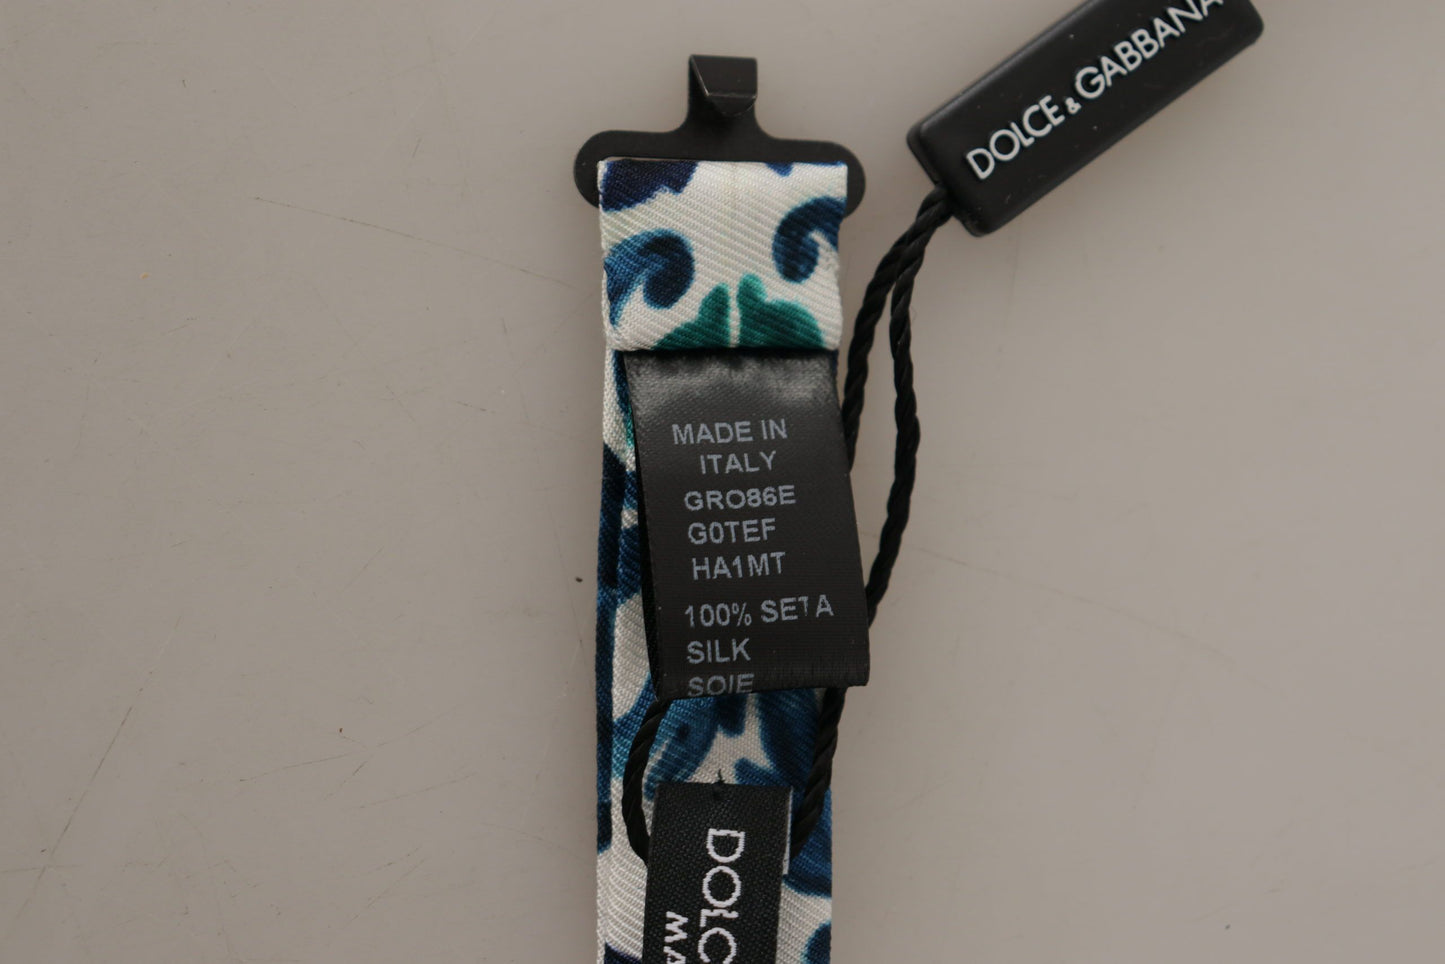 DOLCE & GABBANA
MADE IN
ITALY
GRO86E
G0TEF
HA1MT
100% SETA
SILK
SOIE
DOLC
MA